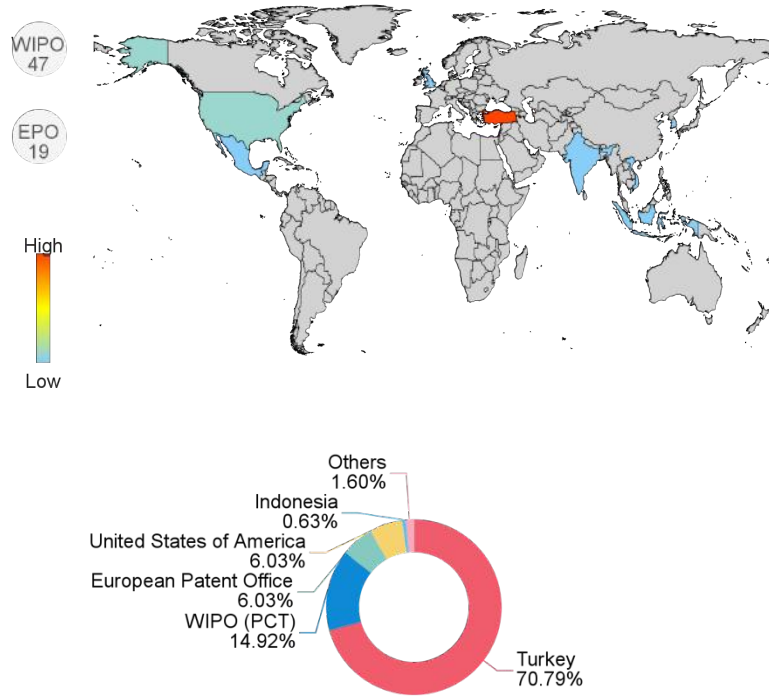 WIPO
47
EPO
19
High
Low
Others
1.60%
Indonesia
0.63%
United States of America
6.03%
European Patent Office
6.03%
WIPO (PCT)
14.92%
Turkey
70.79%